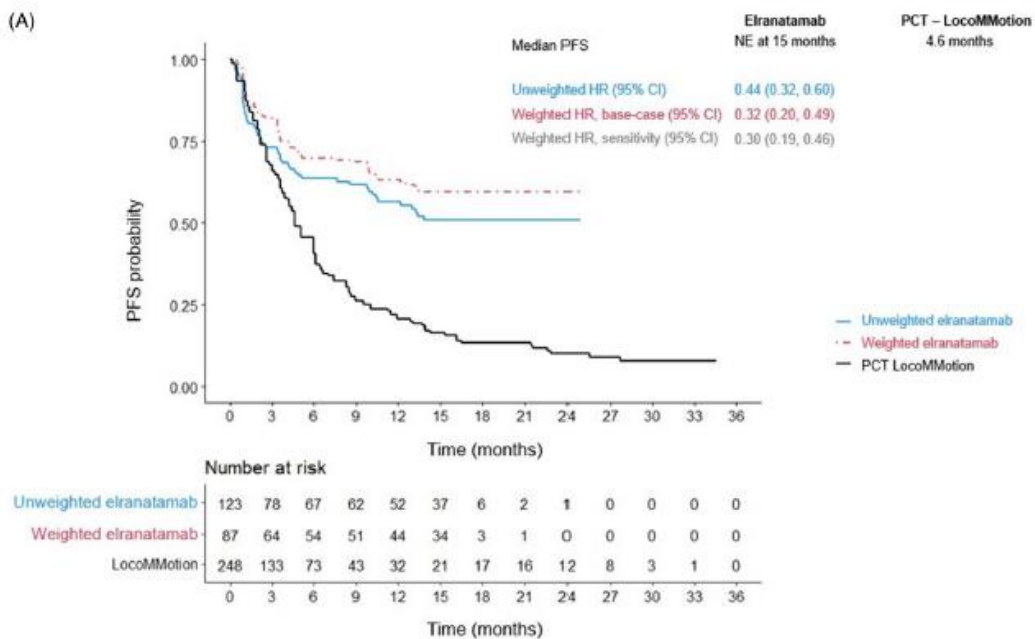 (A)
Elranatamab PCT – LocoMMotion
Median PFS NE at 15 months 4.6 months
Unweighted HR (95% CI) 0.44 (0.32, 0.60)
Weighted HR, base-case (95% CI) 0.32 (0.20, 0.49)
Weighted HR, sensitivity (95% CI) 0.30 (0.19, 0.46)
1.00
0.75
0.50
0.25
0.00
PFS probability
Unweighted elranatamab
Weighted elranatamab
PCT LocoMMotion
0 3 6 9 12 15 18 21 24 27 30 33 36
Time (months)
Number at risk
Unweighted elranatamab 123 78 67 62 52 37 6 2 1 0 0 0 0
Weighted elranatamab 87 64 54 51 44 34 3 1 0 0 0 0 0
LocoMMotion 248 133 73 43 32 21 17 16 12 8 3 1 0
0 3 6 9 12 15 18 21 24 27 30 33 36
Time (months)